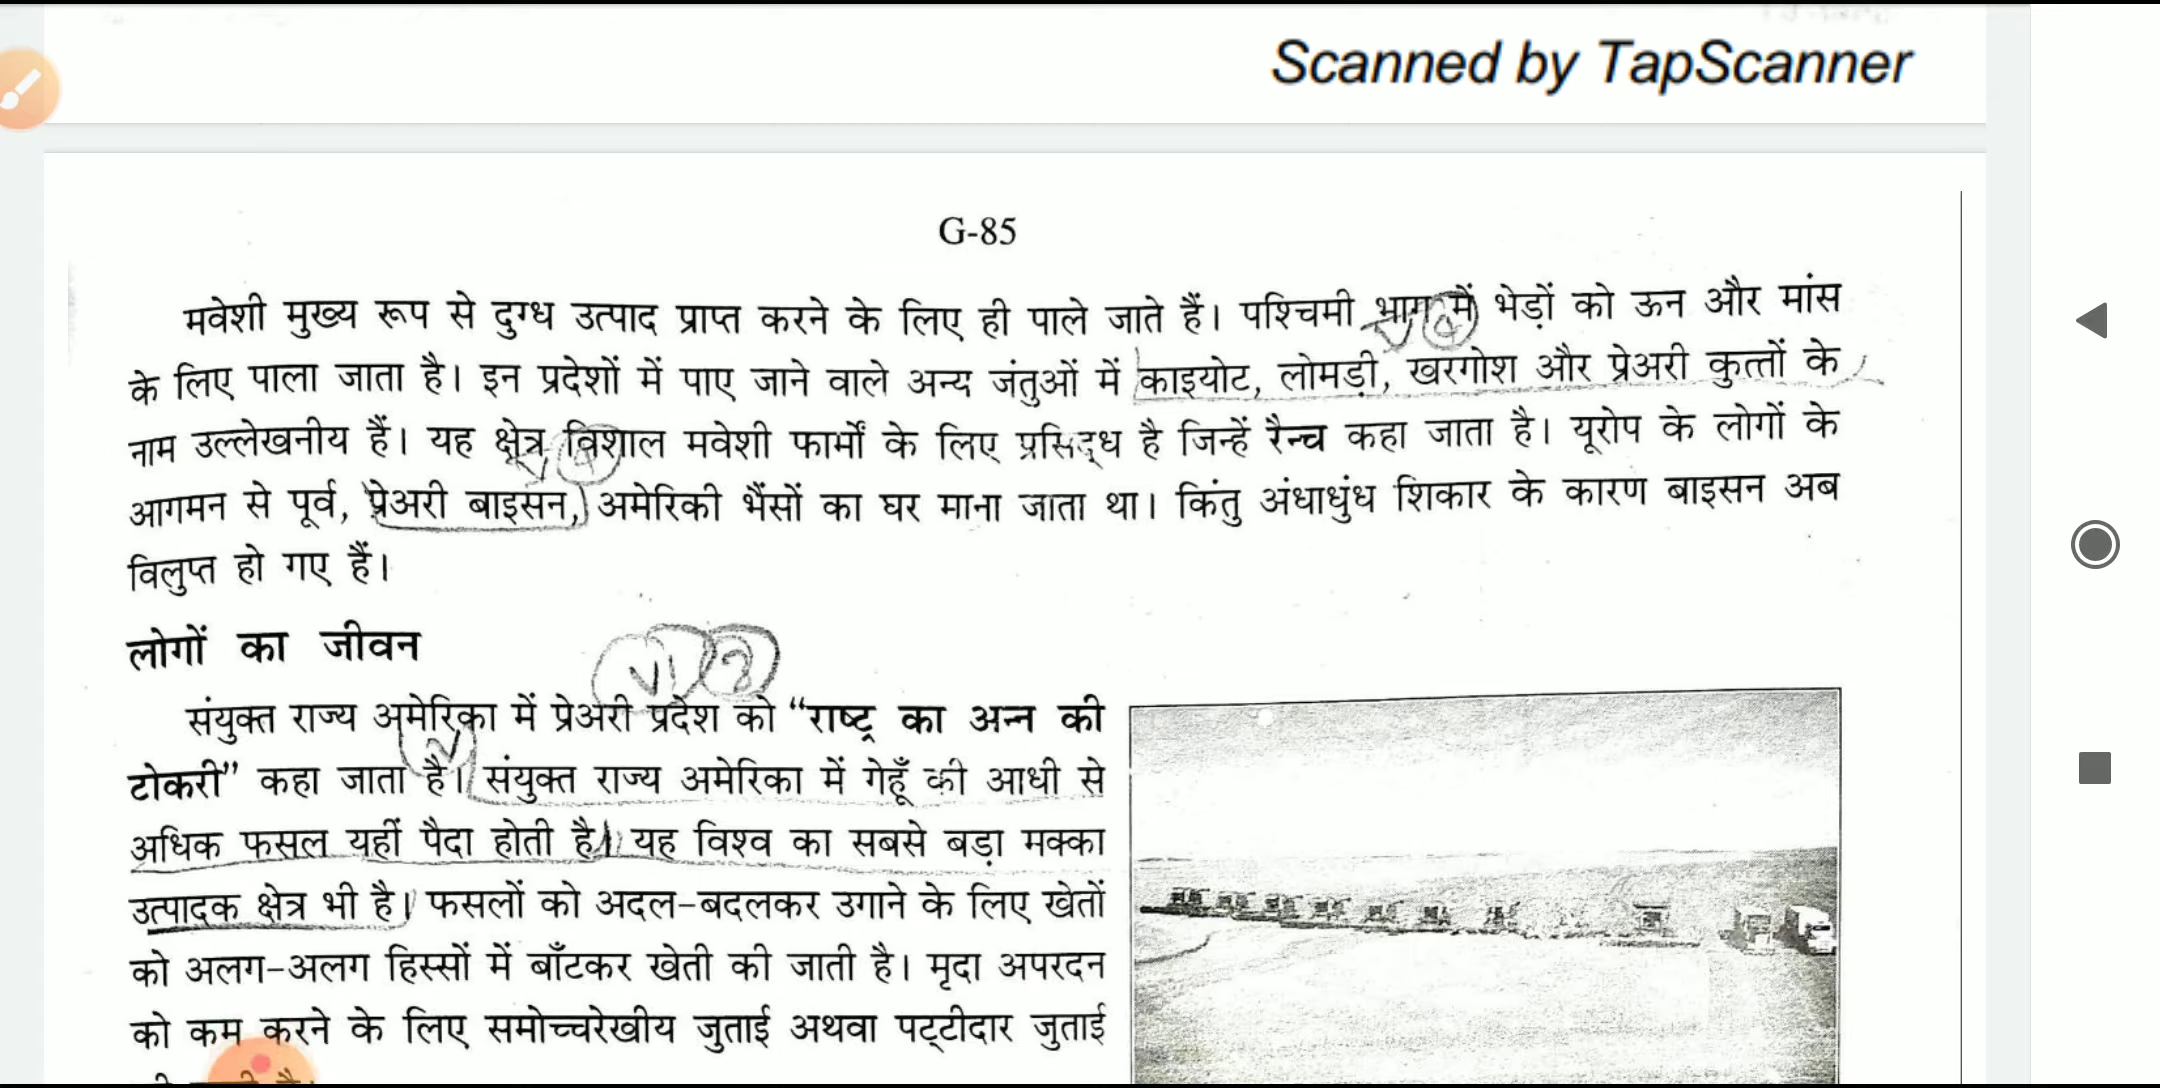 Scanned by TapScanner
G-85
मवेशी मुख्य रूप से दुग्ध उत्पाद प्राप्त करने के लिए ही पाले जाते हैं। पश्चिमी भाग में भेड़ों को ऊन और मांस
के लिए पाला जाता है। इन प्रदेशों में पाए जाने वाले अन्य जंतुओं में काइयोट, लोमड़ी, खरगोश और प्रेअरी कुत्तों के
नाम उल्लेखनीय हैं। यह क्षेत्र विशाल मवेशी फार्मों के लिए प्रसिद्ध है जिन्हें रैन्च कहा जाता है। यूरोप के लोगों के
आगमन से पूर्व, प्रेअरी बाइसन, अमेरिकी भैंसों का घर माना जाता था। किंतु अंधाधुंध शिकार के कारण बाइसन अब
विलुप्त हो गए हैं।
लोगों का जीवन
संयुक्त राज्य अमेरिका में प्रेअरी प्रदेश को “राष्ट्र का अन्न की
टोकरी” कहा जाता है। संयुक्त राज्य अमेरिका में गेहूँ की आधी से
अधिक फसल यहीं पैदा होती है। यह विश्व का सबसे बड़ा मक्का
उत्पादक क्षेत्र भी है। फसलों को अदल-बदलकर उगाने के लिए खेतों
को अलग-अलग हिस्सों में बाँटकर खेती की जाती है। मृदा अपरदन
को कम करने के लिए समोच्चरेखीय जुताई अथवा पट्टीदार जुताई